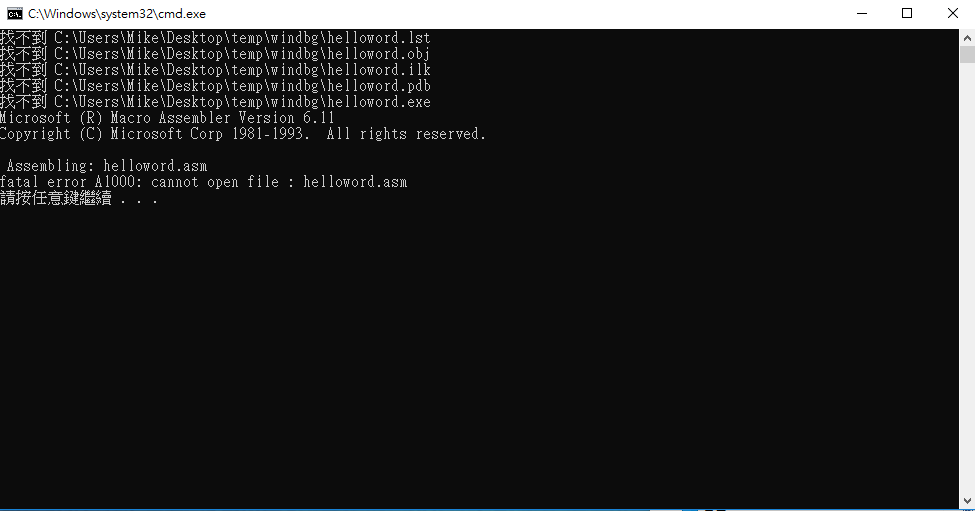 C:\Windows\system32\cmd.exe
找不到 C:\Users\Mike\Desktop\temp\windbg\helloword.lst
找不到 C:\Users\Mike\Desktop\temp\windbg\helloword.obj
找不到 C:\Users\Mike\Desktop\temp\windbg\helloword.ilk
找不到 C:\Users\Mike\Desktop\temp\windbg\helloword.pdb
找不到 C:\Users\Mike\Desktop\temp\windbg\helloword.exe
Microsoft (R) Macro Assembler Version 6.11
Copyright (C) Microsoft Corp 1981-1993.  All rights reserved.
 Assembling: helloword.asm
fatal error A1000: cannot open file : helloword.asm
請按任意鍵繼續 . . .